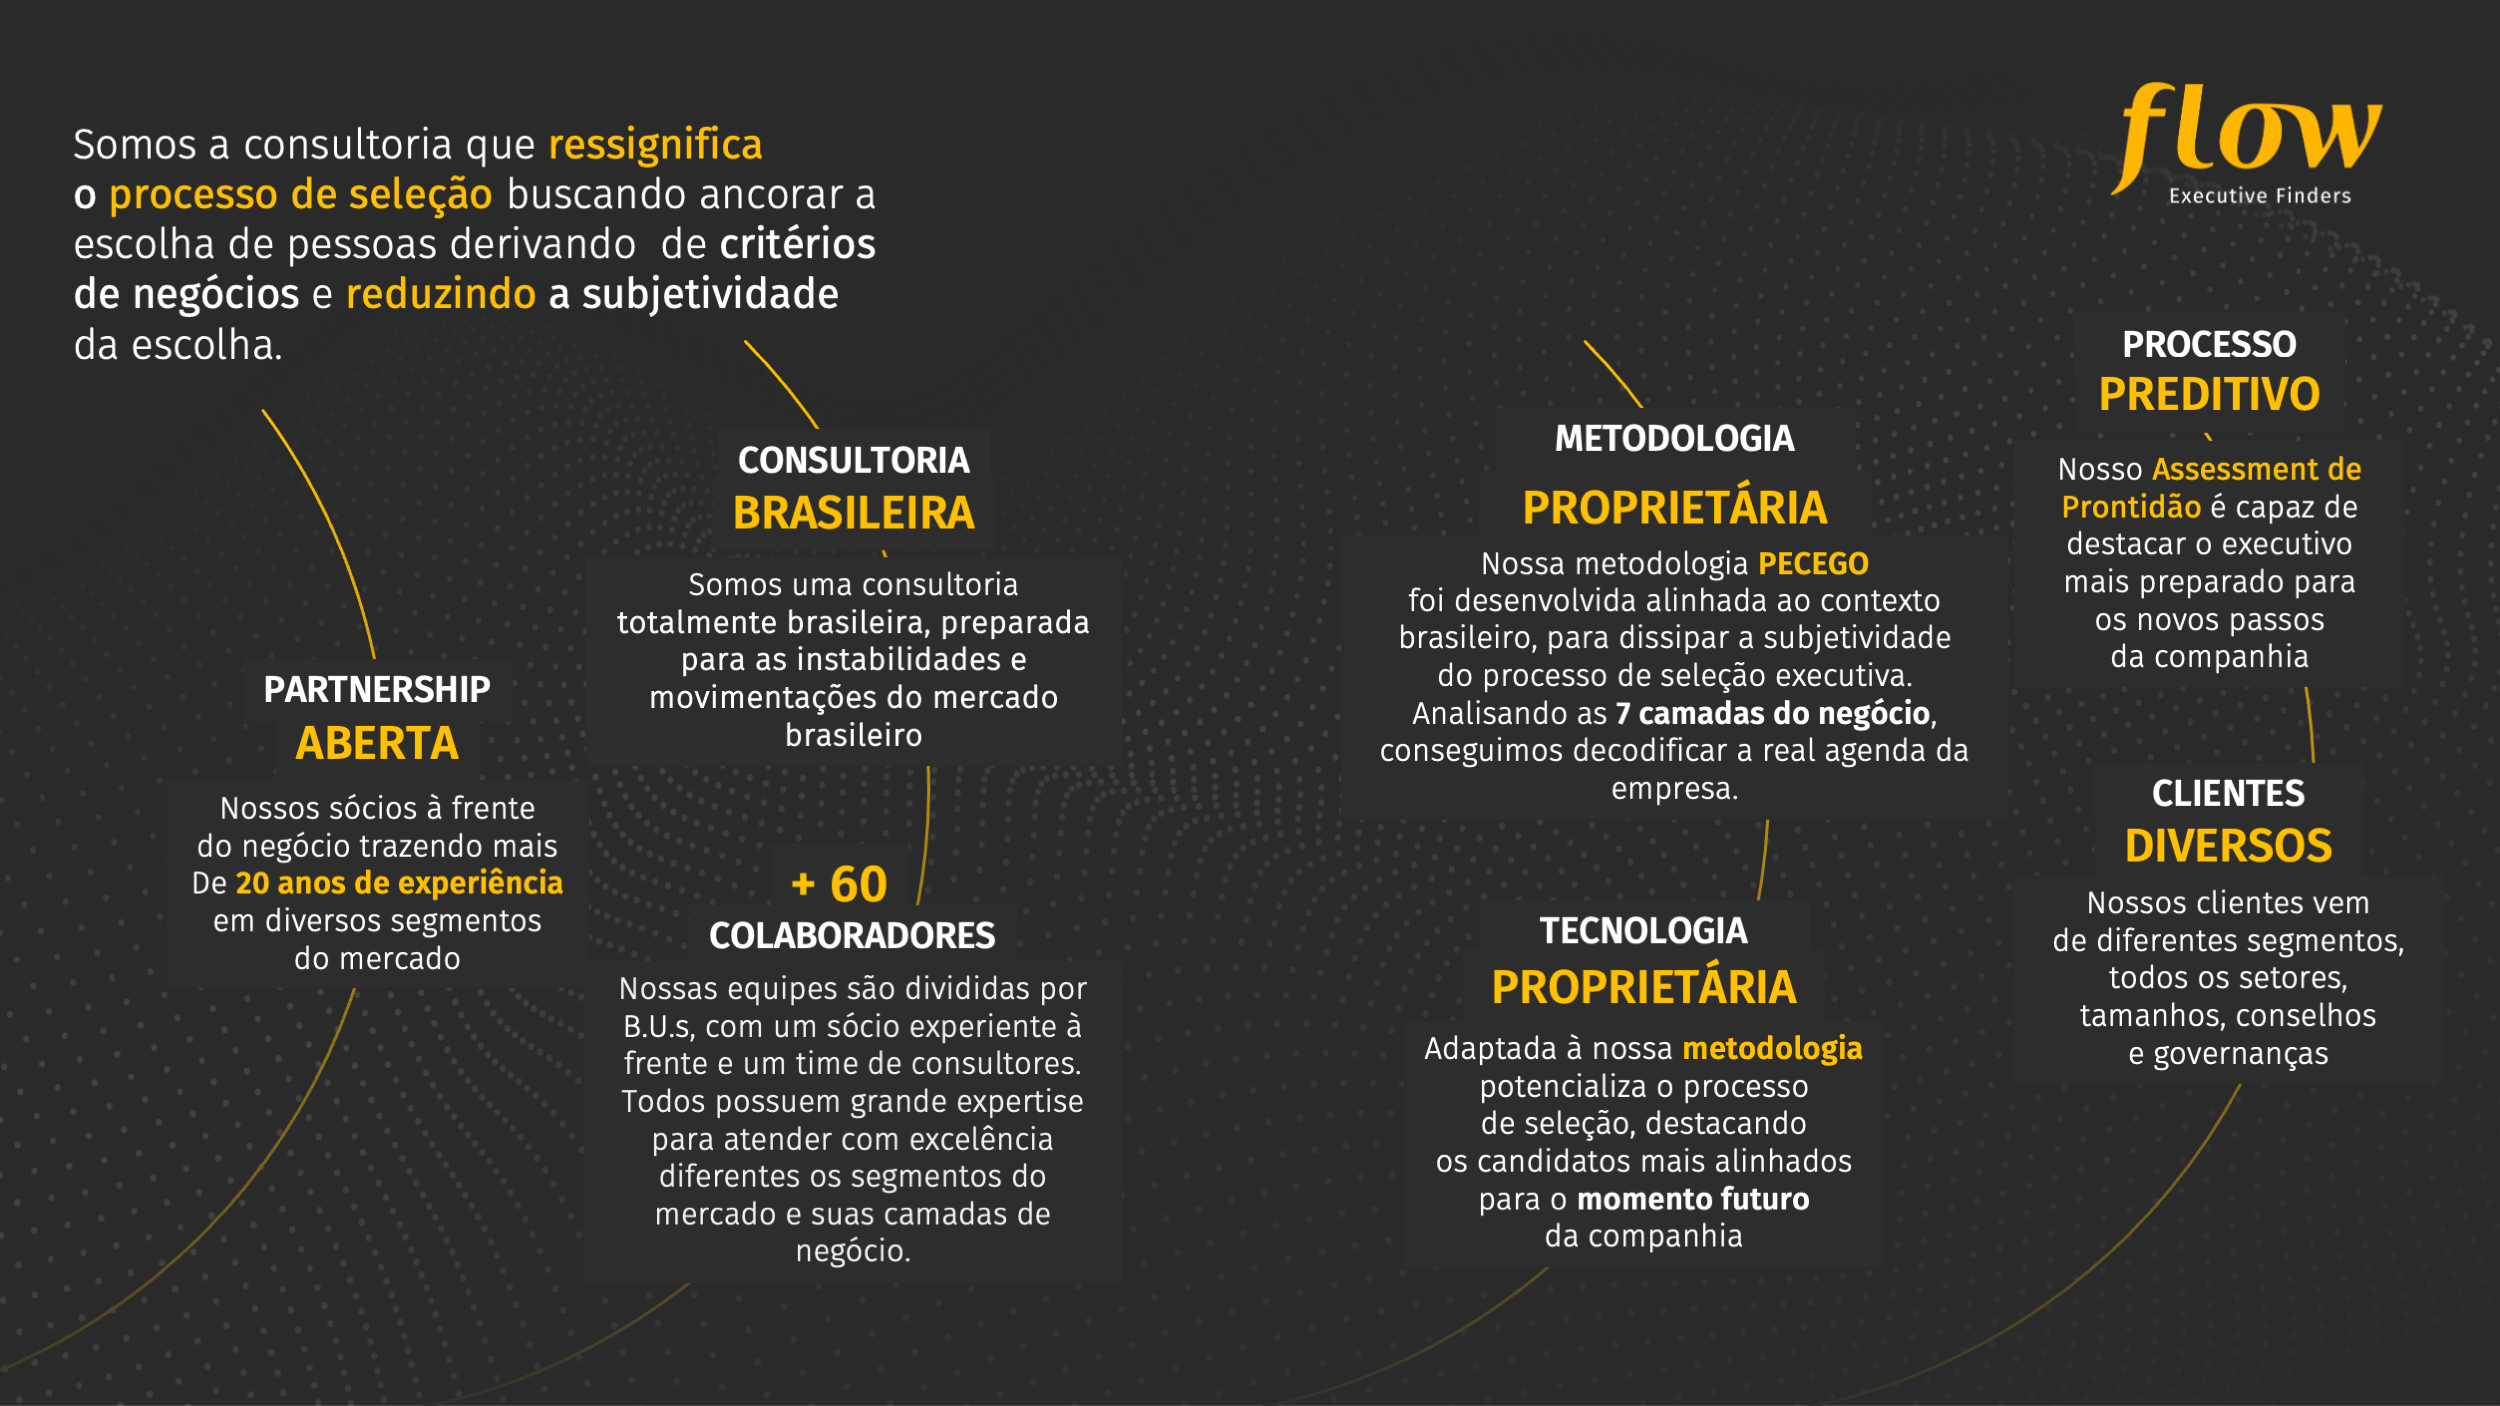 Somos a consultoria que ressignifica
o processo de seleção buscando ancorar a
escolha de pessoas derivando  de critérios
de negócios e reduzindo a subjetividade
da escolha.
flow
Executive Finders
PARTNERSHIP
ABERTA
Nossos sócios à frente
do negócio trazendo mais
De 20 anos de experiência
em diversos segmentos
do mercado
CONSULTORIA
BRASILEIRA
Somos uma consultoria
totalmente brasileira, preparada
para as instabilidades e
movimentações do mercado
brasileiro
+ 60
COLABORADORES
Nossas equipes são divididas por
B.U.s, com um sócio experiente à
frente e um time de consultores.
Todos possuem grande expertise
para atender com excelência
diferentes os segmentos do
mercado e suas camadas de
negócio.
METODOLOGIA
PROPRIETÁRIA
Nossa metodologia PECEGO
foi desenvolvida alinhada ao contexto
brasileiro, para dissipar a subjetividade
do processo de seleção executiva.
Analisando as 7 camadas do negócio,
conseguimos decodificar a real agenda da
empresa.
TECNOLOGIA
PROPRIETÁRIA
Adaptada à nossa metodologia
potencializa o processo
de seleção, destacando
os candidatos mais alinhados
para o momento futuro
da companhia
PROCESSO
PREDITIVO
Nosso Assessment de
Prontidão é capaz de
destacar o executivo
mais preparado para
os novos passos
da companhia
CLIENTES
DIVERSOS
Nossos clientes vem
de diferentes segmentos,
todos os setores,
tamanhos, conselhos
e governanças